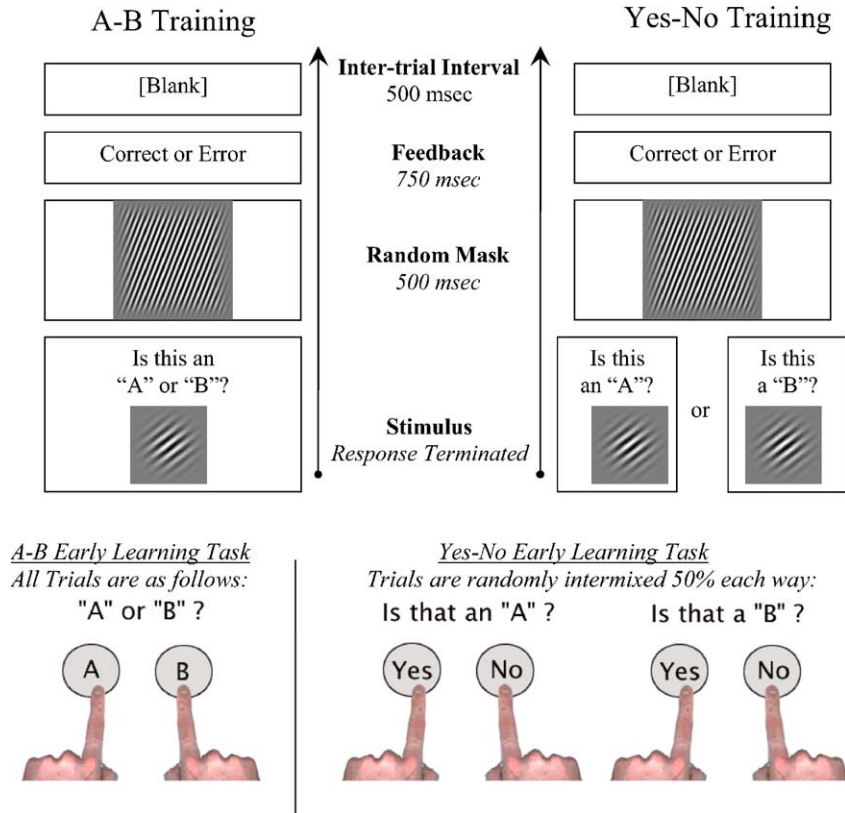 A-B Training
Yes-No Training
[Blank]
Inter-trial Interval
500 msec
[Blank]
Correct or Error
Feedback
750 msec
Correct or Error
Random Mask
500 msec
Is this an
“A” or “B”?
Stimulus
Response Terminated
Is this
an “A”?
or
Is this
a “B”?
A-B Early Learning Task
All Trials are as follows:
"A" or "B" ?
A
B
Yes-No Early Learning Task
Trials are randomly intermixed 50% each way:
Is that an "A" ?
Is that a "B" ?
Yes
No
Yes
No